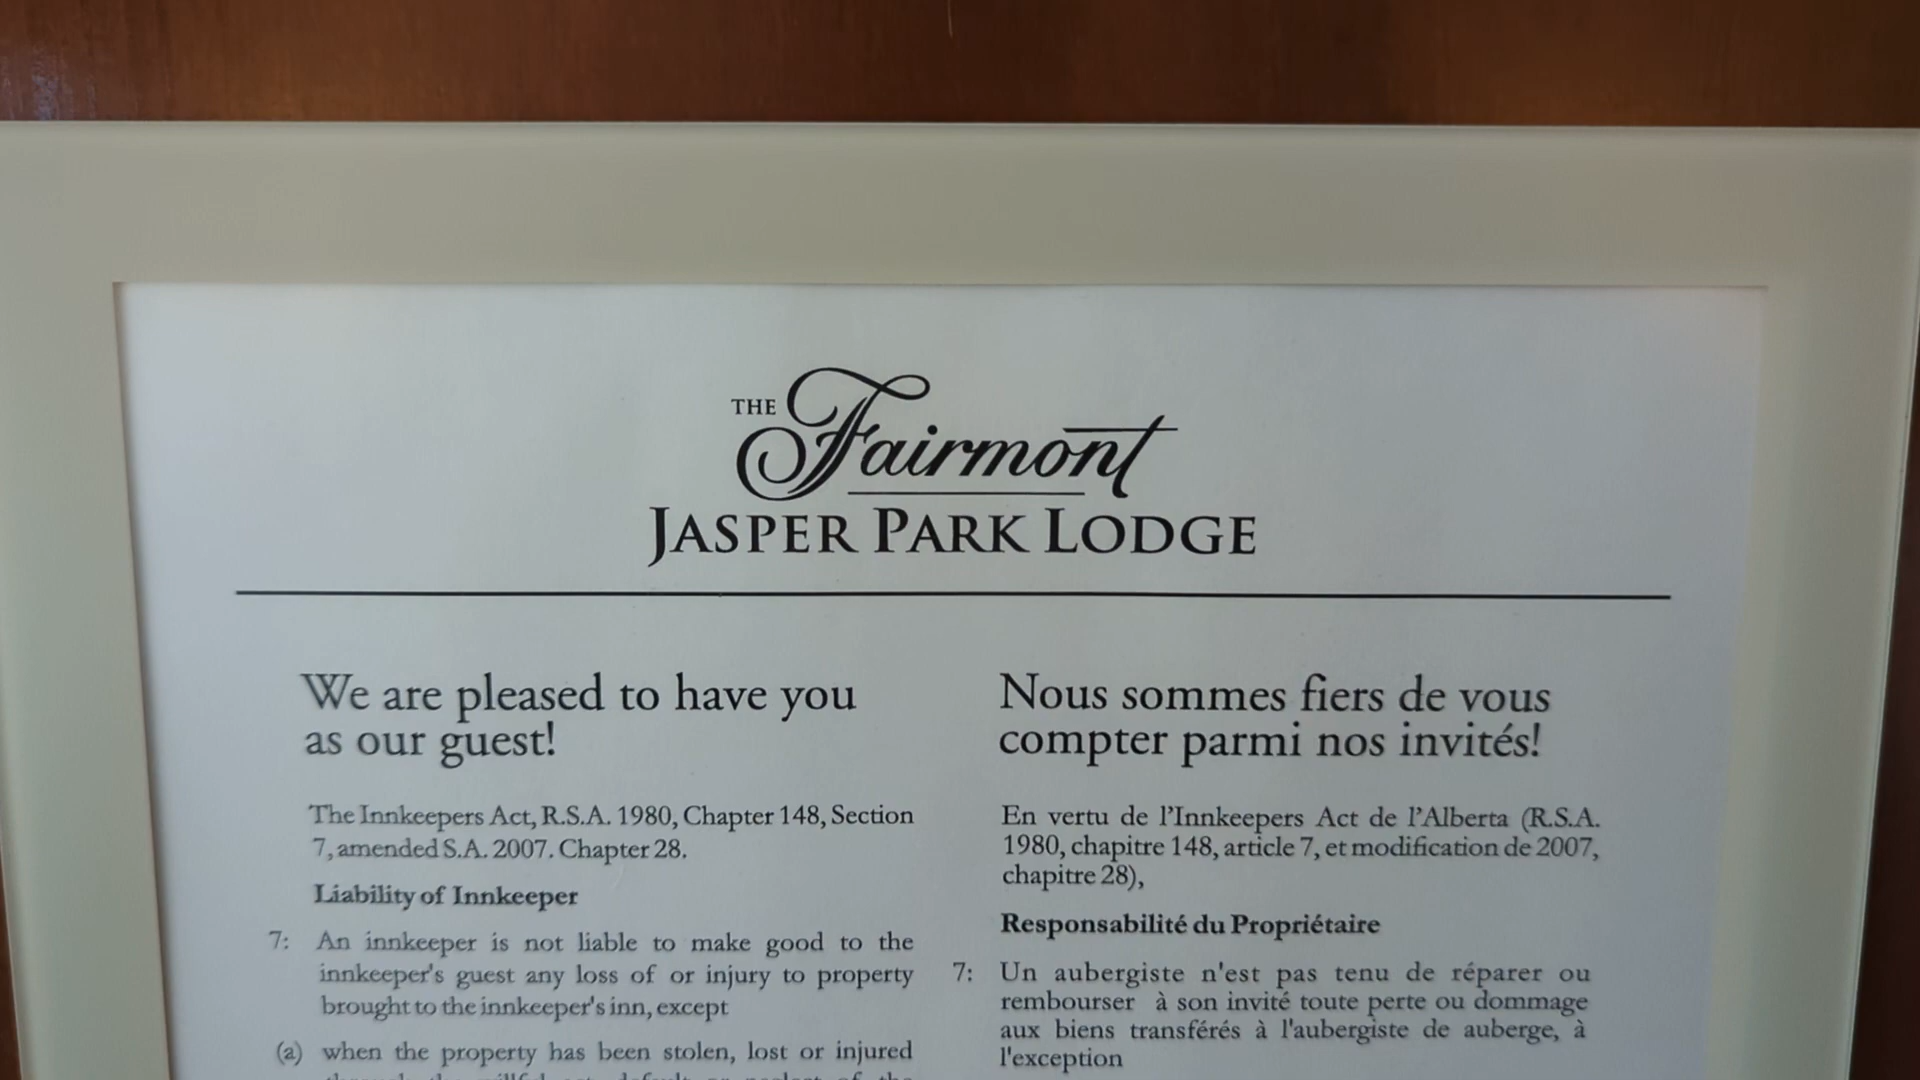 THE Fairmont
JASPER PARK LODGE
We are pleased to have you
as our guest!
The Innkeepers Act, R.S.A. 1980, Chapter 148, Section
7, amended S.A. 2007. Chapter 28.
Liability of Innkeeper
7: An innkeeper is not liable to make good to the
innkeeper's guest any loss of or injury to property
brought to the innkeeper's inn, except
(a) when the property has been stolen, lost or injured
Nous sommes fiers de vous
compter parmi nos invités!
En vertu de l'Innkeepers Act de l'Alberta (R.S.A.
1980, chapitre 148, article 7, et modification de 2007,
chapitre 28),
Responsabilité du Propriétaire
7: Un aubergiste n'est pas tenu de réparer ou
rembourser à son invité toute perte ou dommage
aux biens transférés à l'aubergiste de auberge, à
l'exception